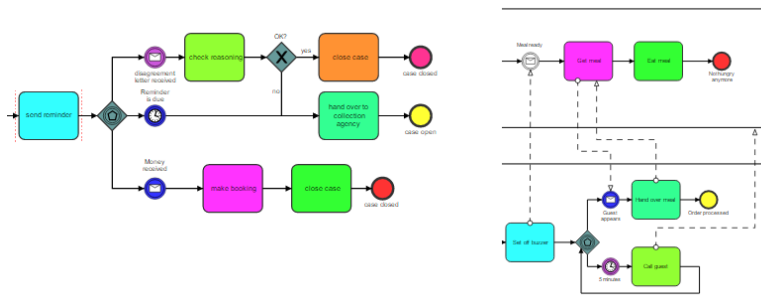 OK?
yes
check reasoning
close case
case closed
disagreement
letter received
Reminder
is due
no
send reminder
hand over to
collection
agency
case open
Money
received
make booking
close case
case closed
Meal ready
Get meal
Eat meal
No hungry
anymore
Guest
appears
Hand over meal
Order processed
Set off buzzer
5 minutes
Call guest